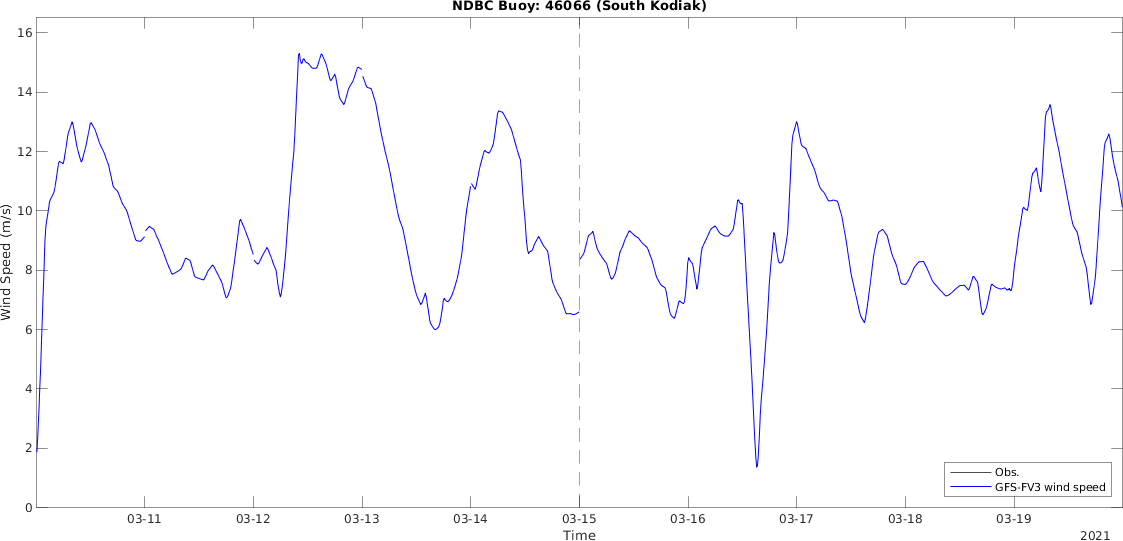 NDBC Buoy: 46066 (South Kodiak)
16
14
12
10
8
6
4
2
0
Wind Speed (m/s)
Obs.
GFS-FV3 wind speed
03-11 03-12 03-13 03-14 03-15 03-16 03-17 03-18 03-19
Time
2021